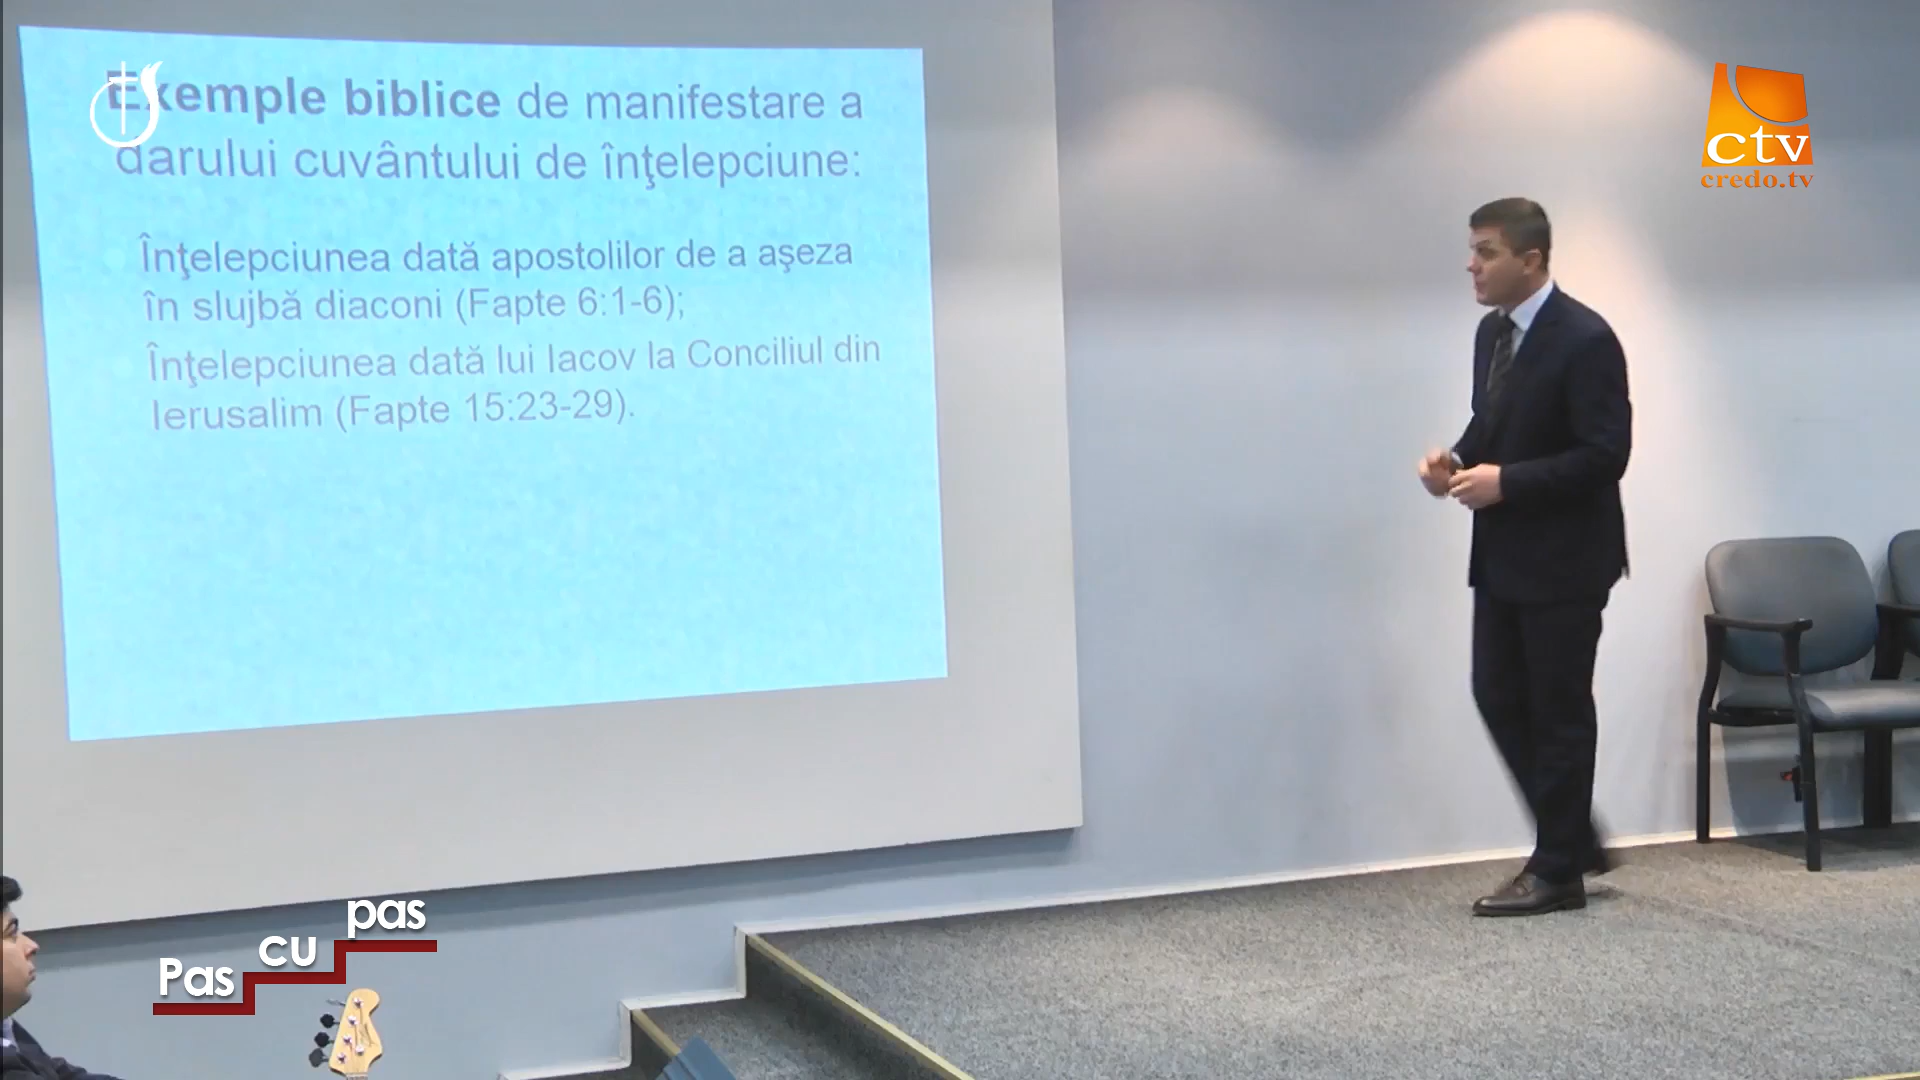 Exemple biblice de manifestare a
darului cuvântului de înţelepciune:
Înţelepciunea dată apostolilor de a aşeza
în slujbă diaconi (Fapte 6:1-6);
Înţelepciunea dată lui Iacov la Conciliul din
Ierusalim (Fapte 15:23-29).
ctv
credo.tv
Pas cu pas